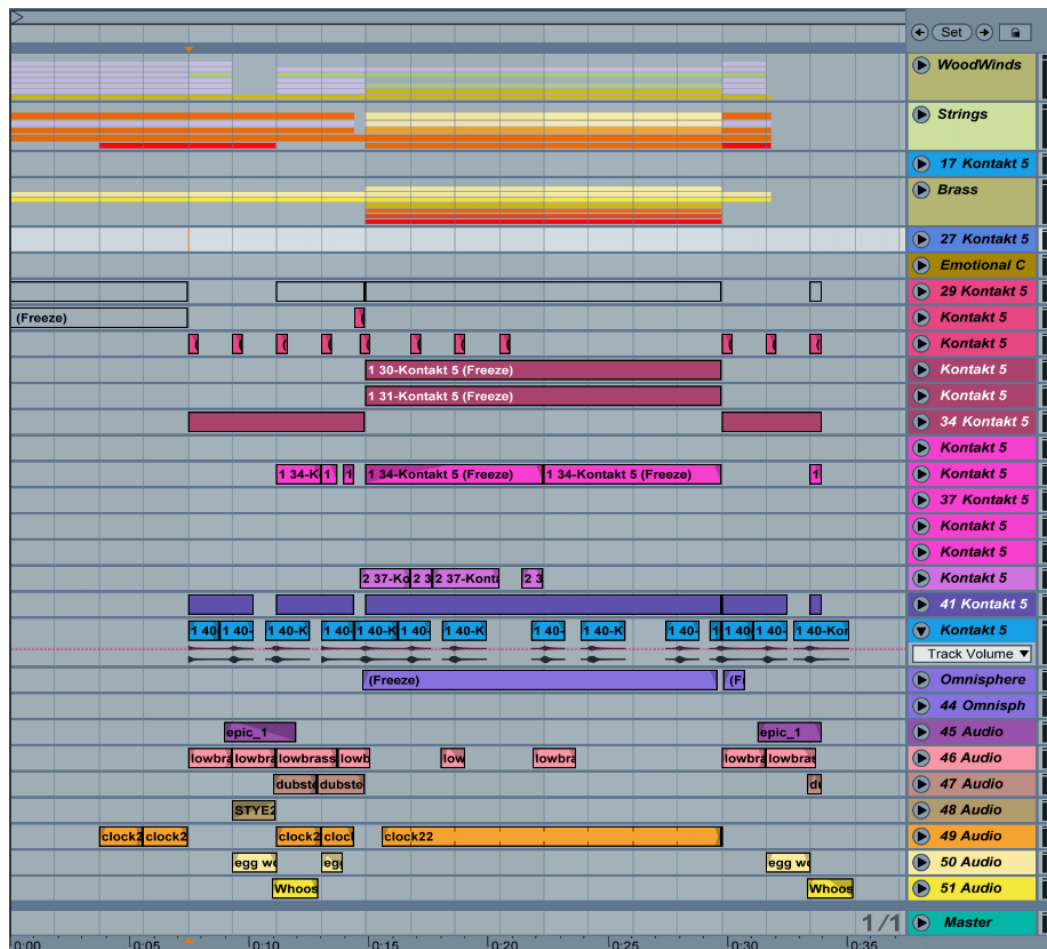 Set
WoodWinds
Strings
17 Kontakt 5
Brass
27 Kontakt 5
Emotional C
29 Kontakt 5
(Freeze) Kontakt 5
Kontakt 5
1 30-Kontakt 5 (Freeze) Kontakt 5
1 31-Kontakt 5 (Freeze) Kontakt 5
34 Kontakt 5
Kontakt 5
1 34-K 1 1 1 34-Kontakt 5 (Freeze) 1 34-Kontakt 5 (Freeze) 1 Kontakt 5
37 Kontakt 5
Kontakt 5
Kontakt 5
2 37-Ko 2 3 2 37-Konta 2 3 Kontakt 5
41 Kontakt 5
1 40 1 40- 1 40-K 1 40- 1 40-K 1 40- 1 40-K 1 40- 1 40-K 1 40- 1 1 40 1 40- 1 40-Kon Kontakt 5
Track Volume
(Freeze) (F Omnisphere
44 Omnisph
epic_1 epic_1 45 Audio
lowbra lowbra lowbrass lowb low lowbra lowbra lowbras 46 Audio
dubste dubste du 47 Audio
STYE2 48 Audio
clock2 clock2 clock2 clock clock22 49 Audio
egg wo egg egg wo 50 Audio
Whoos Whoos 51 Audio
1/1 Master
0:00 0:05 0:10 0:15 0:20 0:25 0:30 0:35